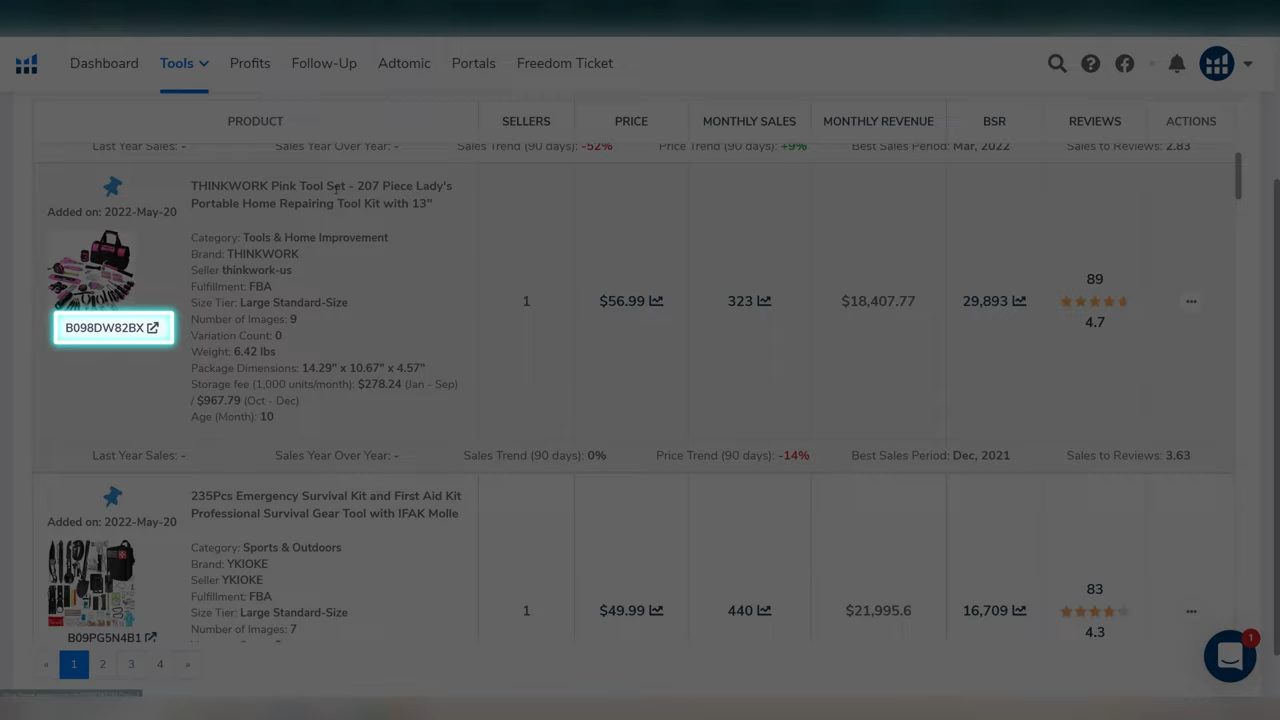 Dashboard Tools Profits Follow-Up Adtomic Portals Freedom Ticket
PRODUCT SELLERS PRICE MONTHLY SALES MONTHLY REVENUE BSR REVIEWS ACTIONS
Last Year Sales: - Sales Year Over Year: - Sales Trend (90 days): -52% Price Trend (90 days): +9% Best Sales Period: Mar, 2022 Sales to Reviews: 2.83
Added on: 2022-May-20
B098DW82BX
THINKWORK Pink Tool Set - 207 Piece Lady's
Portable Home Repairing Tool Kit with 13"
Category: Tools & Home Improvement
Brand: THINKWORK
Seller thinkwork-us
Fulfillment: FBA
Size Tier: Large Standard-Size
Number of Images: 9
Variation Count: 0
Weight: 6.42 lbs
Package Dimensions: 14.29" x 10.67" x 4.57"
Storage fee (1,000 units/month): $278.24 (Jan - Sep)
/ $967.79 (Oct - Dec)
Age (Month): 10
1 $56.99 323 $18,407.77 29,893
89
4.7
Last Year Sales: - Sales Year Over Year: - Sales Trend (90 days): 0% Price Trend (90 days): -14% Best Sales Period: Dec, 2021 Sales to Reviews: 3.63
Added on: 2022-May-20
B09PG5N4B1
235Pcs Emergency Survival Kit and First Aid Kit
Professional Survival Gear Tool with IFAK Molle
Category: Sports & Outdoors
Brand: YKIOKE
Seller YKIOKE
Fulfillment: FBA
Size Tier: Large Standard-Size
Number of Images: 7
1 $49.99 440 $21,995.6 16,709
83
4.3
« 1 2 3 4 »
1